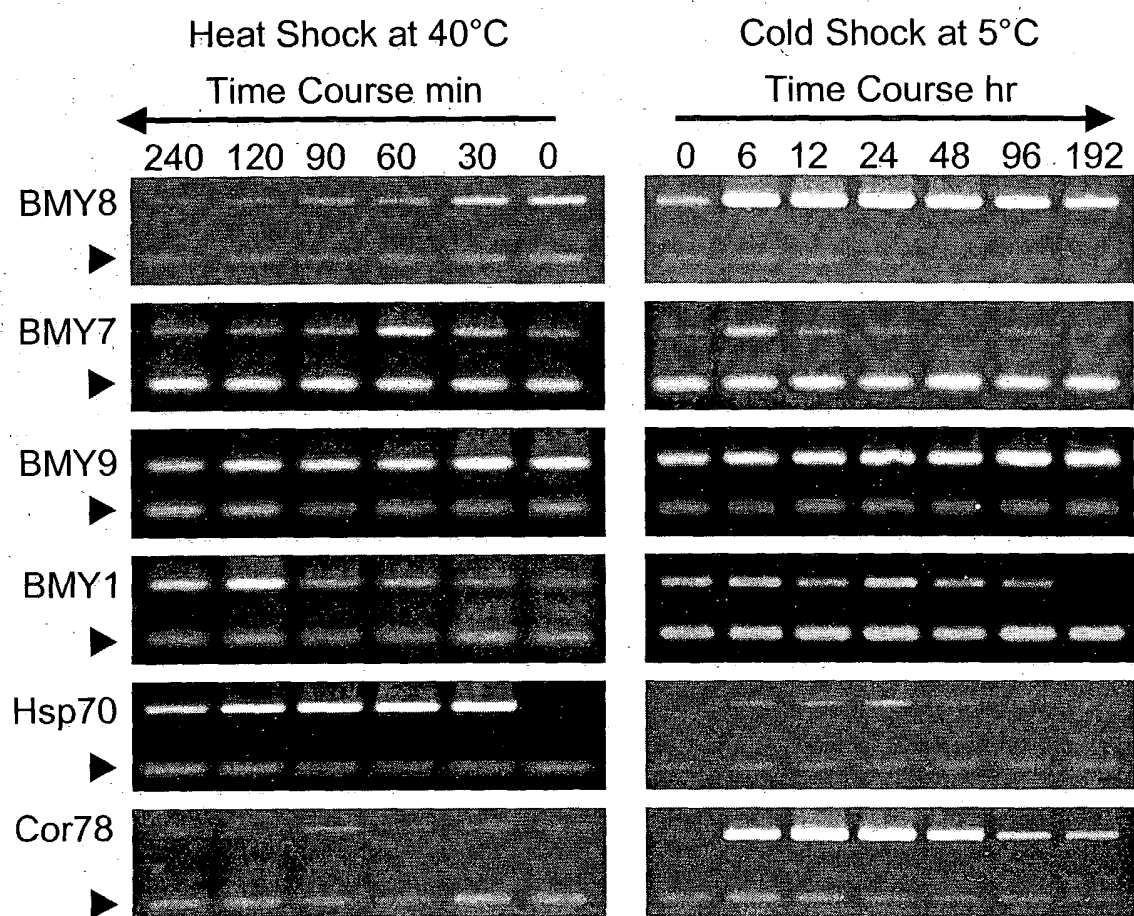 Heat Shock at 40°C
Time Course min
240 120 90 60 30 0
Cold Shock at 5°C
Time Course hr
0 6 12 24 48 96 192
BMY8
BMY7
BMY9
BMY1
Hsp70
Cor78